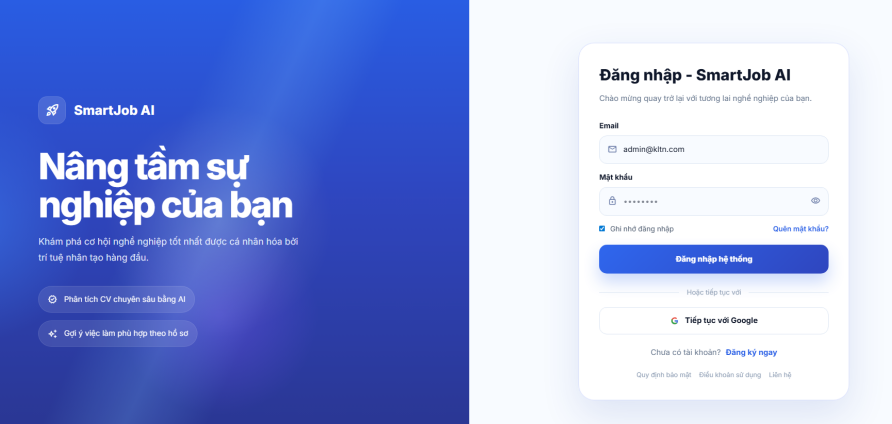 SmartJob AI
Nâng tầm sự
nghiệp của bạn
Khám phá cơ hội nghề nghiệp tốt nhất được cá nhân hóa bởi
trí tuệ nhân tạo hàng đầu.
Phân tích CV chuyên sâu bằng AI
Gợi ý việc làm phù hợp theo hồ sơ
Đăng nhập - SmartJob AI
Chào mừng quay trở lại với tương lai nghề nghiệp của bạn.
Email
admin@kltn.com
Mật khẩu
••••••••
Ghi nhớ đăng nhập
Quên mật khẩu?
Đăng nhập hệ thống
Hoặc tiếp tục với
Tiếp tục với Google
Chưa có tài khoản? Đăng ký ngay
Quy định bảo mật Điều khoản sử dụng Liên hệ